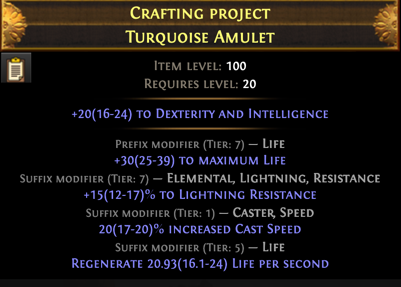 Crafting project
Turquoise Amulet
Item level: 100
Requires level: 20
+20(16-24) to Dexterity and Intelligence
Prefix modifier (Tier: 7) — Life
+30(25-39) to maximum Life
Suffix modifier (Tier: 7) — Elemental, Lightning, Resistance
+15(12-17)% to Lightning Resistance
Suffix modifier (Tier: 1) — Caster, Speed
20(17-20)% increased Cast Speed
Suffix modifier (Tier: 5) — Life
Regenerate 20.93(16.1-24) Life per second